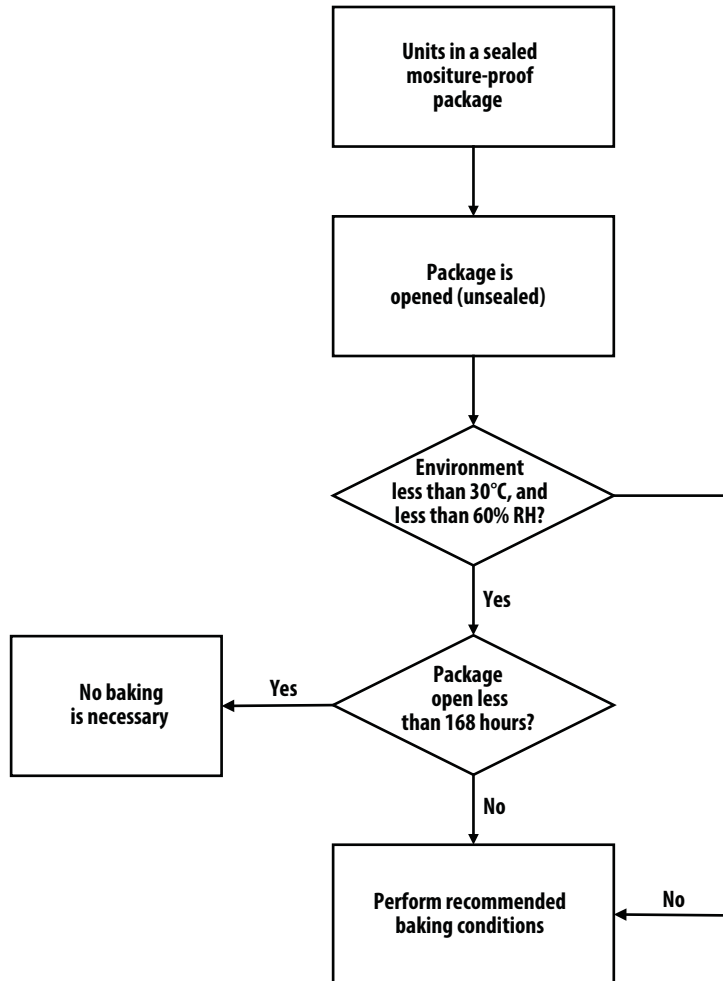 Units in a sealed
mositure-proof
package
Package is
opened (unsealed)
Environment
less than 30°C, and
less than 60% RH?
Yes
No baking
is necessary
Yes
Package
open less
than 168 hours?
No
Perform recommended
baking conditions
No